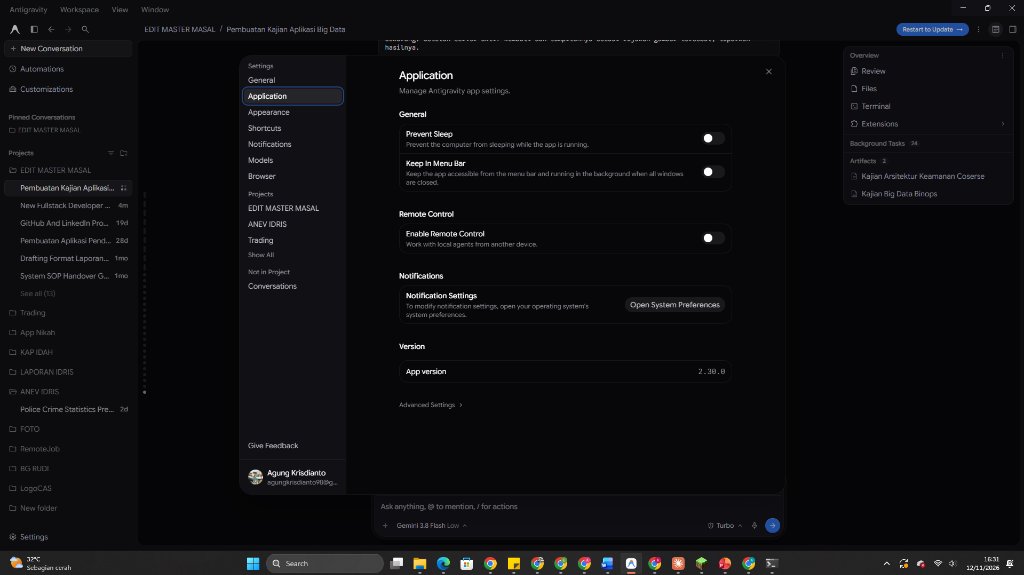 Antigravity Workspace View Window
EDIT MASTER MASAL / Pembuatan Kajian Aplikasi Big Data
Restart to Update →
New Conversation
Automations
Customizations
Pinned Conversations
EDIT MASTER MASAL
Projects
EDIT MASTER MASAL
Pembuatan Kajian Aplikasi...
New Fullstack Developer ... 4m
GitHub And LinkedIn Pro... 19d
Pembuatan Aplikasi Pend... 28d
Drafting Format Laporan... 1mo
System SOP Handover G... 1mo
See all (13)
Trading
App Nikah
KAP IDAH
LAPORAN IDRIS
ANEV IDRIS
Police Crime Statistics Pre... 2d
FOTO
RemoteJob
BG RUDI
LogoCAS
New folder
Settings
hasilnya.
Settings
General
Application
Appearance
Shortcuts
Notifications
Models
Browser
Projects
EDIT MASTER MASAL
ANEV IDRIS
Trading
Show All
Not in Project
Conversations
Give Feedback
Agung Krisdianto
agungkrisdianto98@g...
Application
Manage Antigravity app settings.
General
Prevent Sleep
Prevent the computer from sleeping while the app is running.
Keep In Menu Bar
Keep the app accessible from the menu bar and running in the background when all windows
are closed.
Remote Control
Enable Remote Control
Work with local agents from another device.
Notifications
Notification Settings
To modify notification settings, open your operating system's
system preferences.
Open System Preferences
Version
App version 2.30.0
Advanced Settings >
Ask anything, @ to mention, / for actions
Gemini 3.8 Flash Low
Turbo
Overview
Review
Files
Terminal
Extensions
Background Tasks 24
Artifacts 2
Kajian Arsitektur Keamanan Coserse
Kajian Big Data Binops
32°C
Sebagian cerah
Search
16:31
12/11/2026